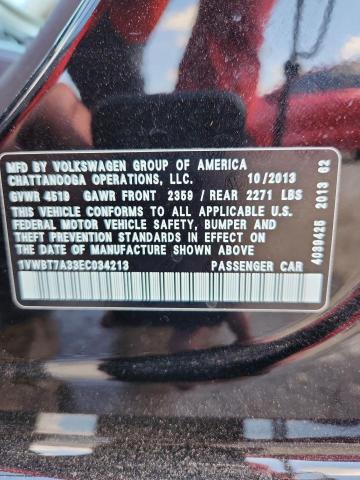 MFD BY VOLKSWAGEN GROUP OF AMERICA
CHATTANOOGA OPERATIONS, LLC. 10/2013
GVWR 4519 GAWR FRONT 2359 / REAR 2271 LBS
THIS VEHICLE CONFORMS TO ALL APPLICABLE U.S.
FEDERAL MOTOR VEHICLE SAFETY, BUMPER AND
THEFT PREVENTION STANDARDS IN EFFECT ON
THE DATE OF MANUFACTURE SHOWN ABOVE
1VWBT7A33EC034213 PASSENGER CAR
4089425 2013 62